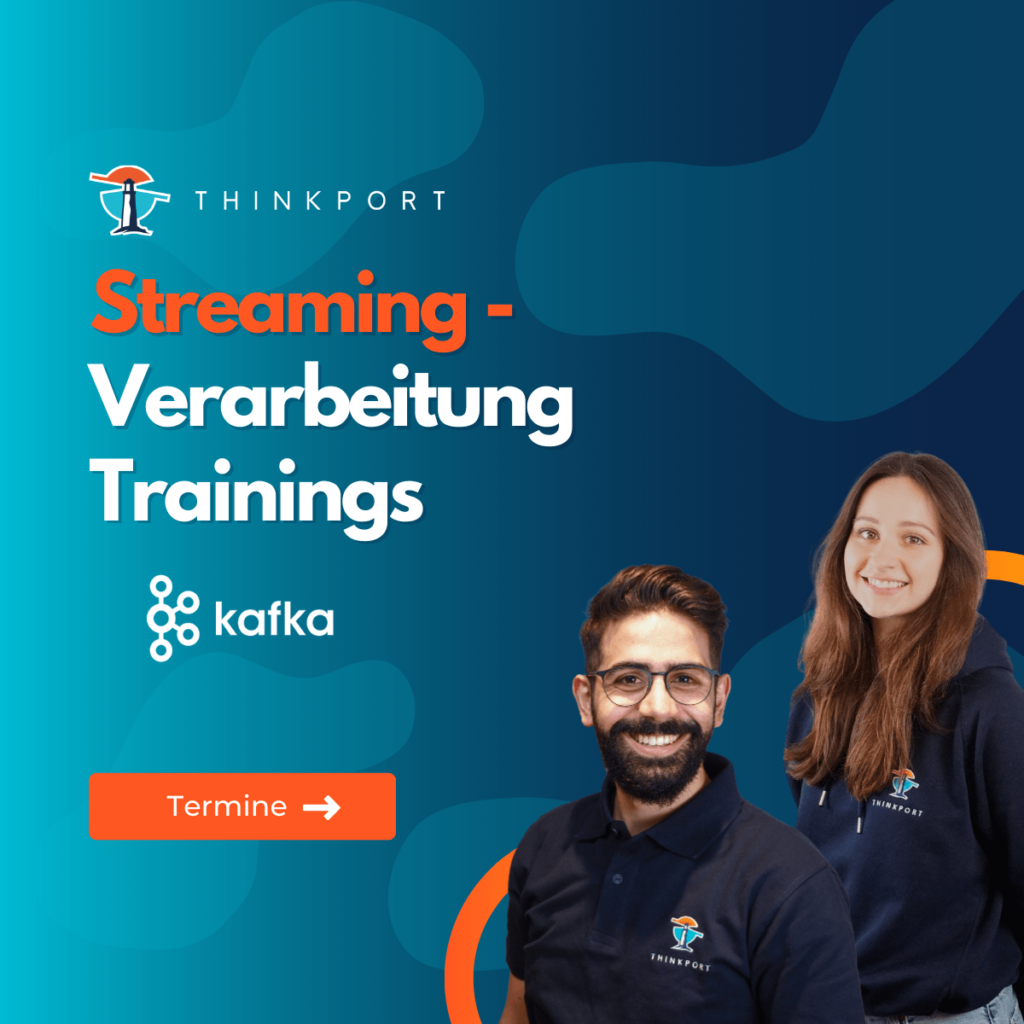 THINKPORT
Streaming -
Verarbeitung
Trainings
kafka
Termine
THINKPORT
THINKPORT